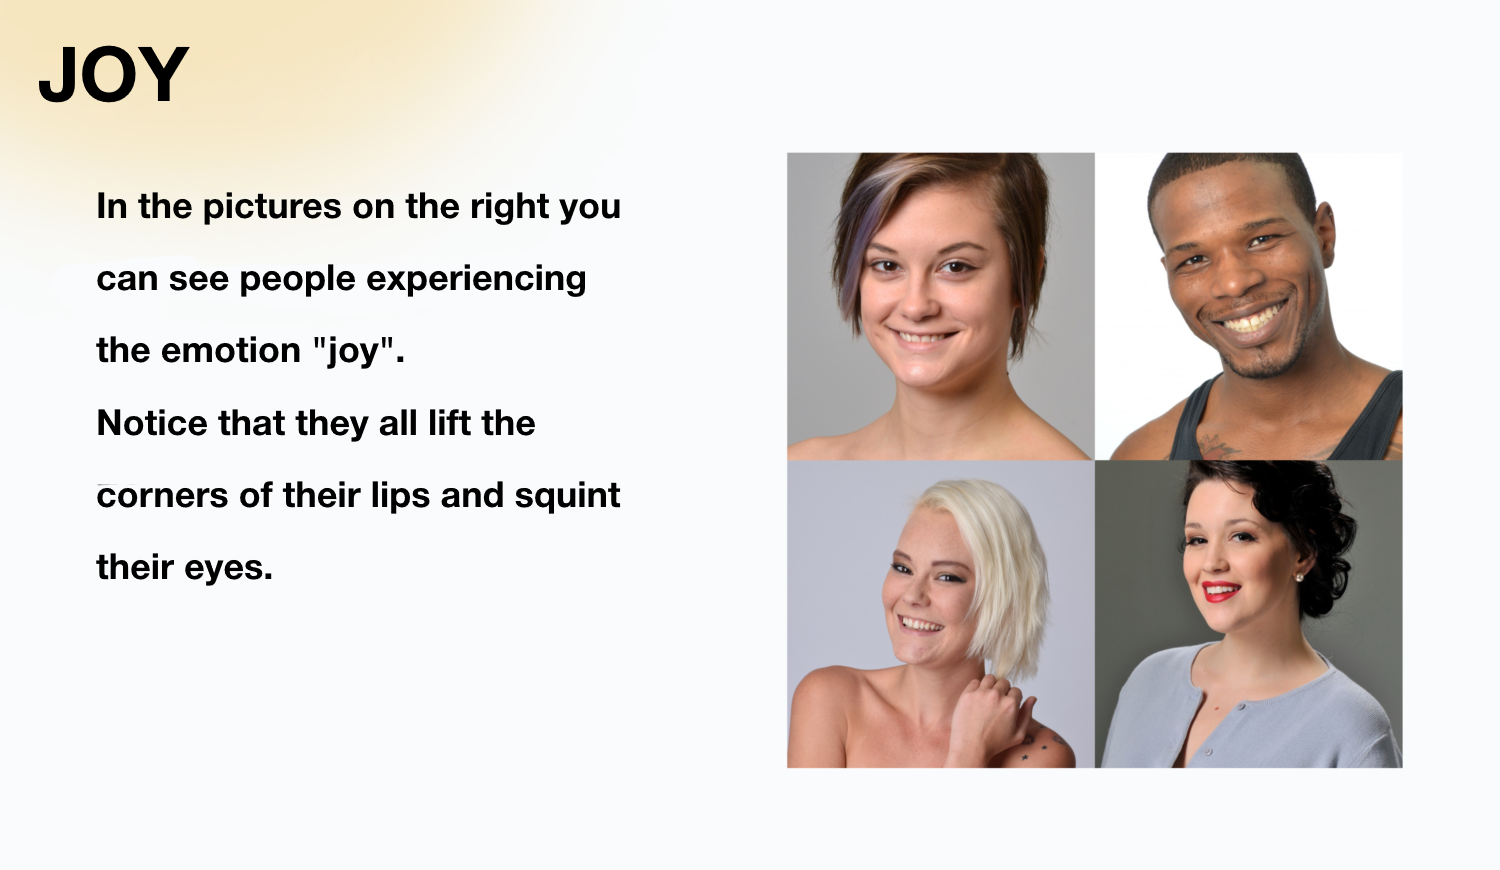 JOY
In the pictures on the right you
can see people experiencing
the emotion "joy".
Notice that they all lift the
corners of their lips and squint
their eyes.